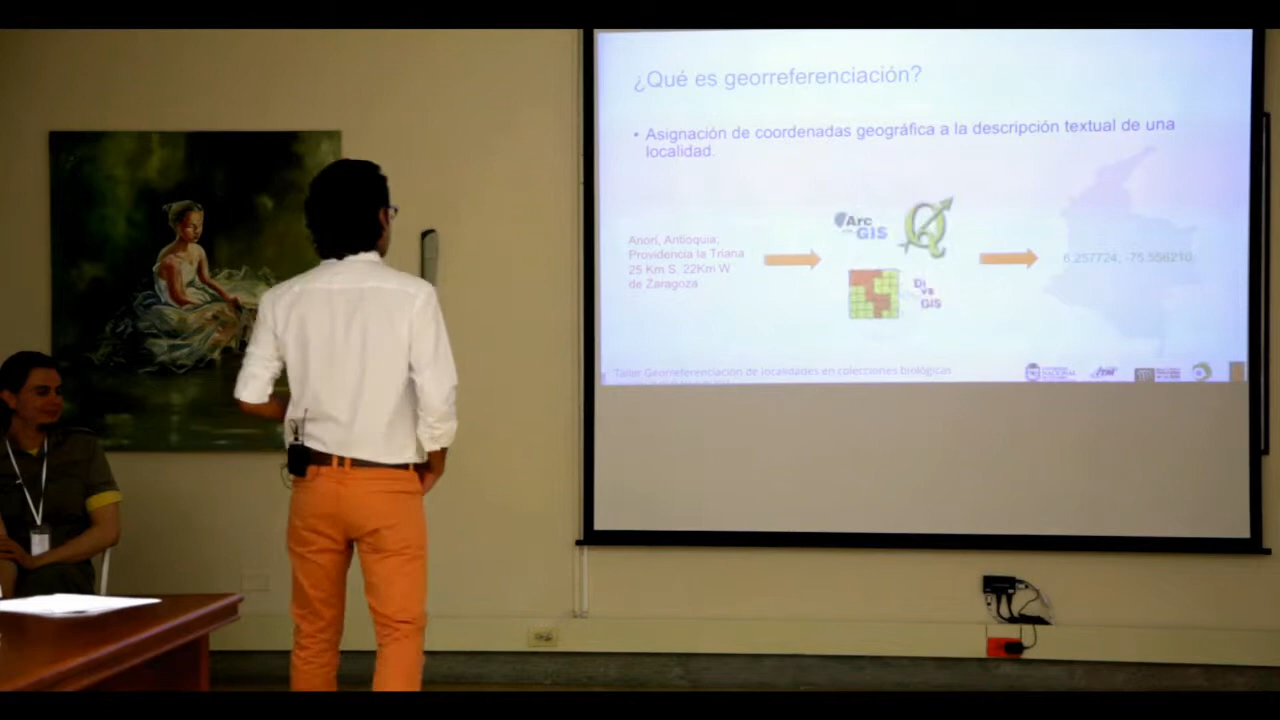 ¿Qué es georreferenciación?
• Asignación de coordenadas geográfica a la descripción textual de una
localidad.
Anorí, Antioquia,
Providencia la Triana
25 Km S, 22Km W
de Zaragoza
Arc
GIS
Q
Di
va
GIS
6.257724, -75.556210
Taller Georreferenciación de localidades en colecciones biológicas
NACIONAL